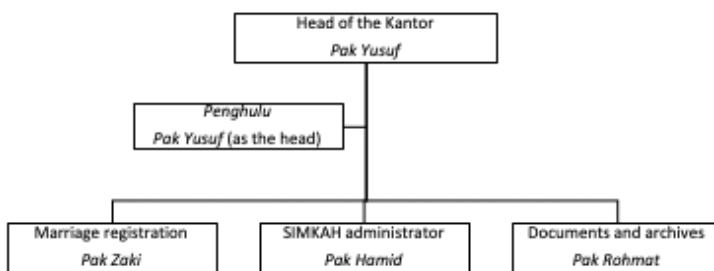 Head of the Kantor
Pak Yusuf
Penghulu
Pak Yusuf (as the head)
Marriage registration
Pak Zaki
SIMKAH administrator
Pak Hamid
Documents and archives
Pak Rohmat